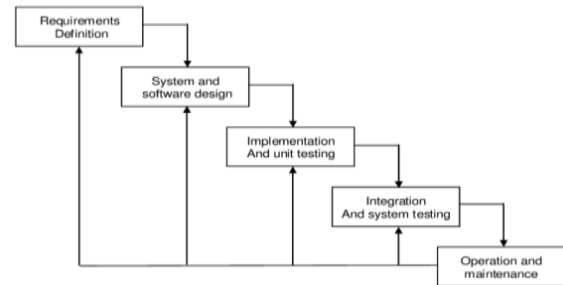 Requirements
Definition
System and
software design
Implementation
And unit testing
Integration
And system testing
Operation and
maintenance